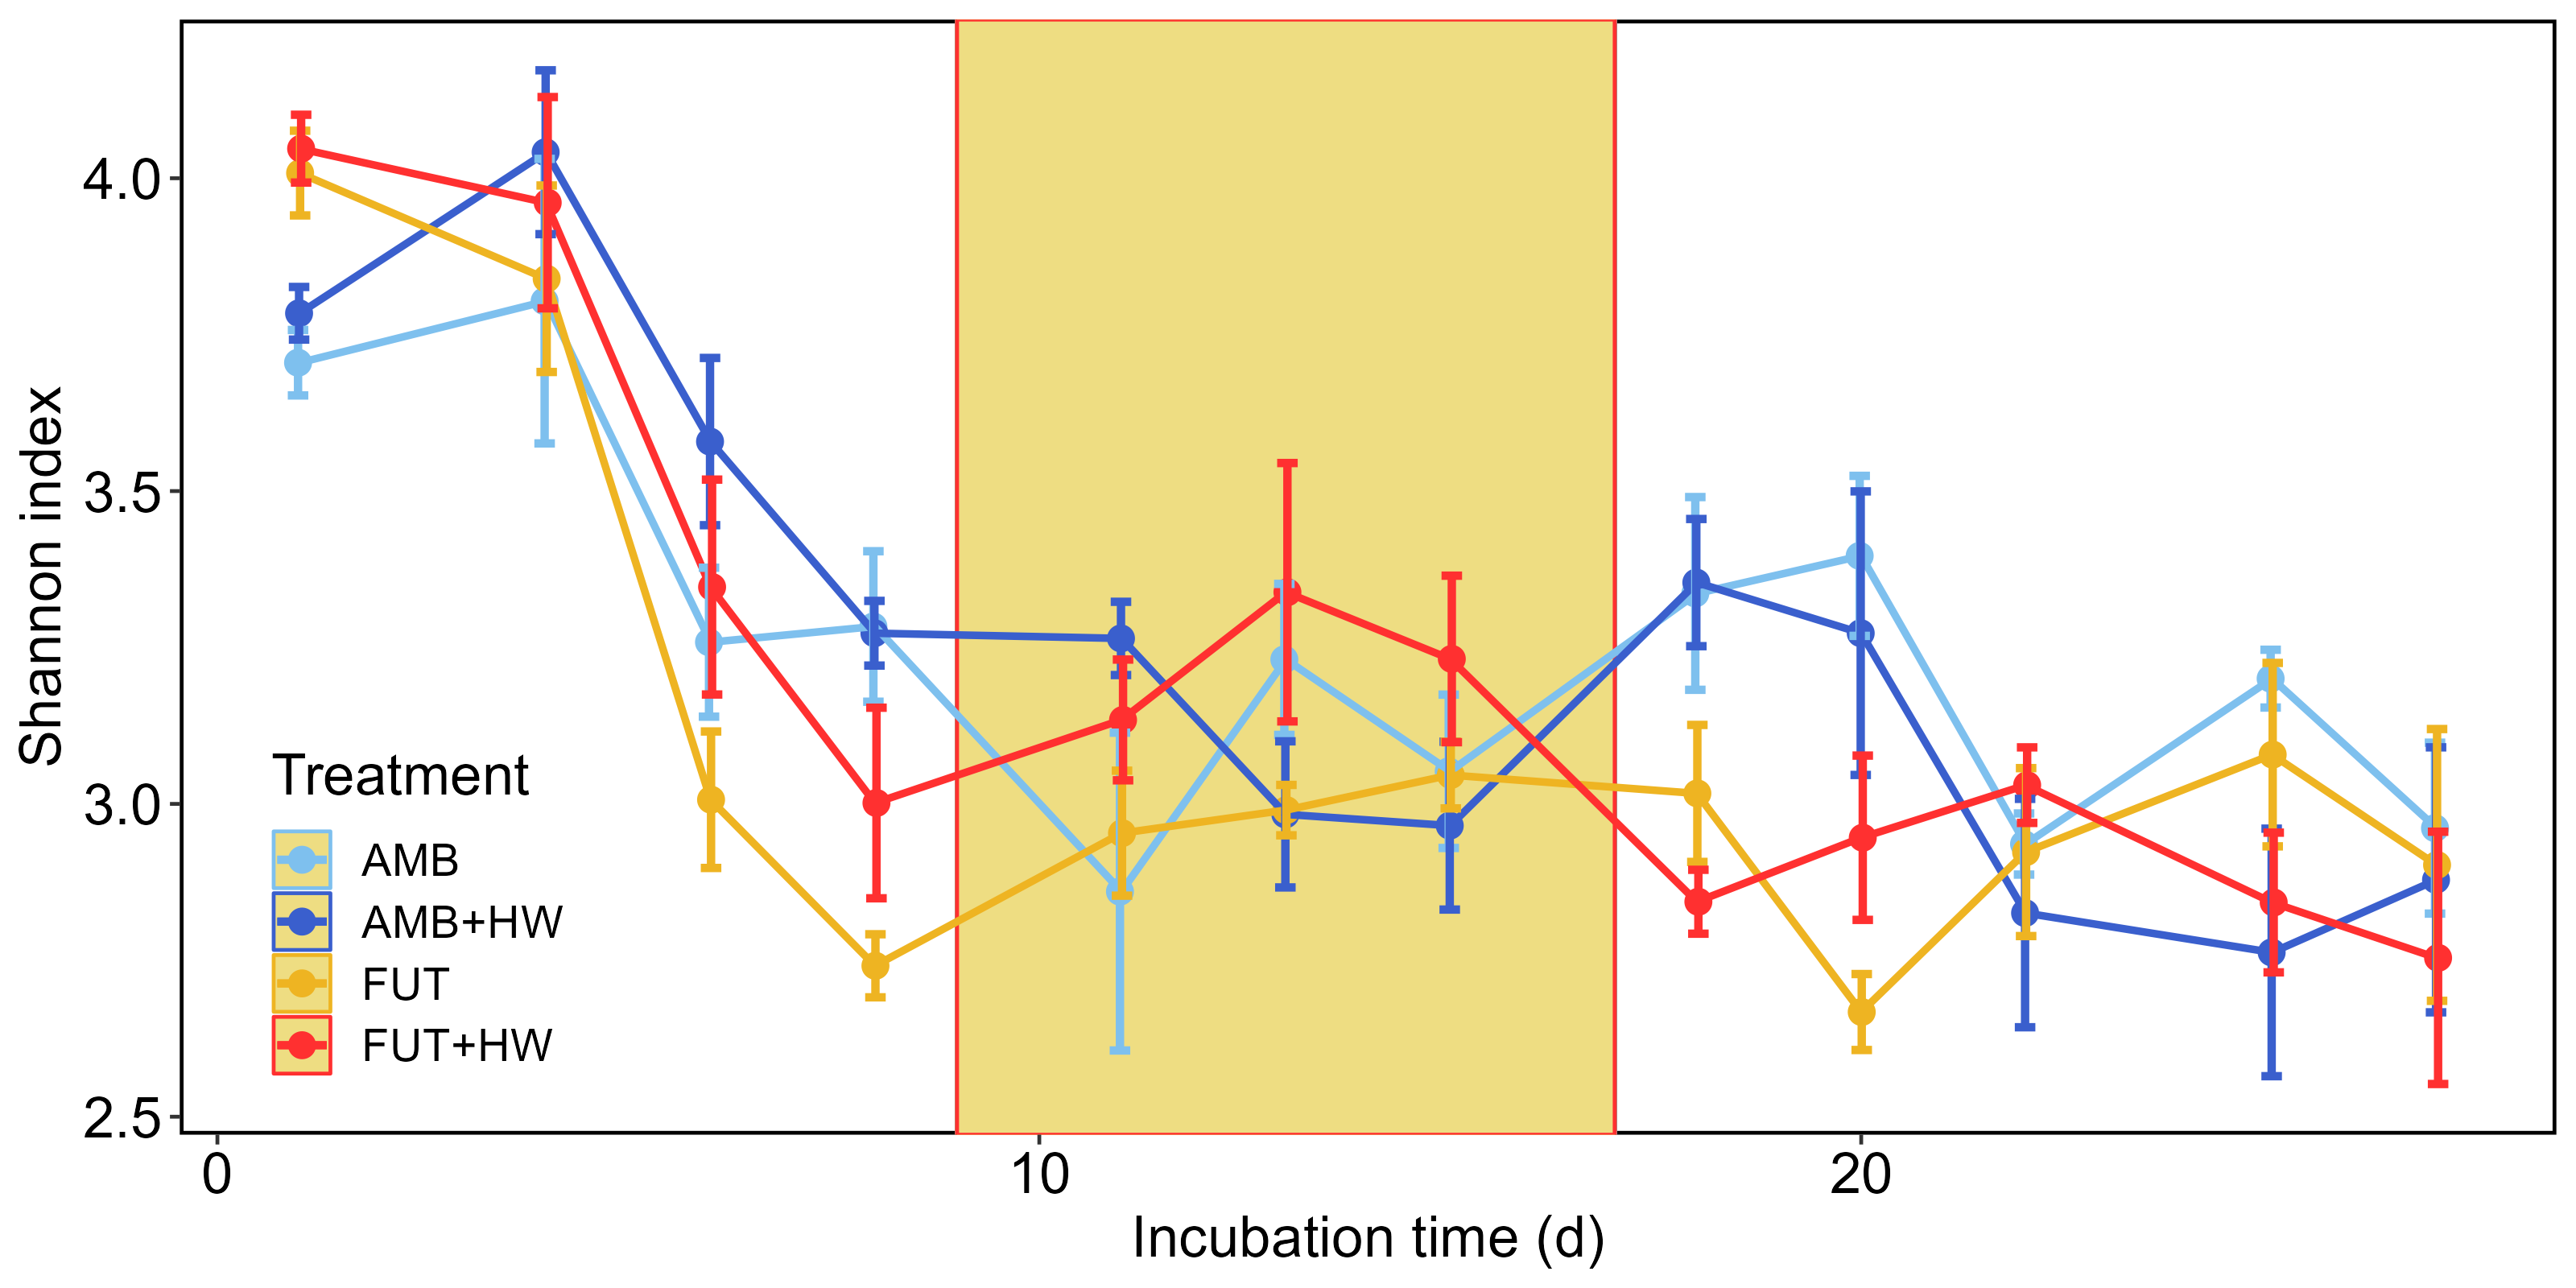 Shannon index
4.0
3.5
3.0
2.5
Treatment
AMB
AMB+HW
FUT
FUT+HW
0 10 20
Incubation time (d)